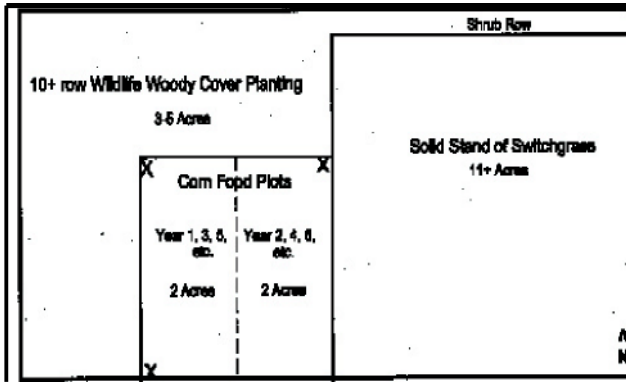 Shrub Row
10+ row Wildlife Woody Cover Planting
3-5 Acres
Solid Stand of Switchgrass
11+ Acres
X
X
Corn Food Plots
Year 1, 3, 5,
etc.
Year 2, 4, 6,
etc.
2 Acres
2 Acres
X
N